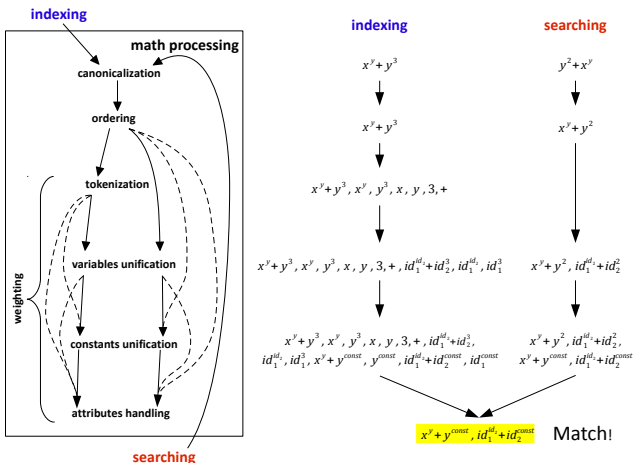 indexing
math processing
canonicalization
ordering
tokenization
variables unification
constants unification
attributes handling
weighting
searching
indexing
x^y + y^3
x^y + y^3
x^y + y^3, x^y, y^3, x, y, 3, +
x^y + y^3, x^y, y^3, x, y, 3, +, id_1^{id_2} + id_2^3, id_1^{id_2}, id_1^3
x^y + y^3, x^y, y^3, x, y, 3, +, id_1^{id_2} + id_2^3,
id_1^{id_2}, id_1^3, x^y + y^{const}, y^{const}, id_1^{id_2} + id_2^{const}, id_1^{const}
searching
y^2 + x^y
x^y + y^2
x^y + y^2, id_1^{id_2} + id_2^2
x^y + y^2, id_1^{id_2} + id_2^2,
x^y + y^{const}, id_1^{id_2} + id_2^{const}
x^y + y^{const}, id_1^{id_2} + id_2^{const} Match!